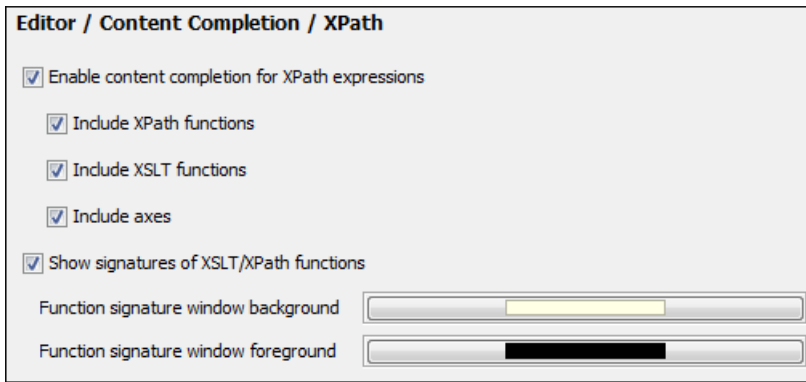 Editor / Content Completion / XPath
Enable content completion for XPath expressions
Include XPath functions
Include XSLT functions
Include axes
Show signatures of XSLT/XPath functions
Function signature window background
Function signature window foreground